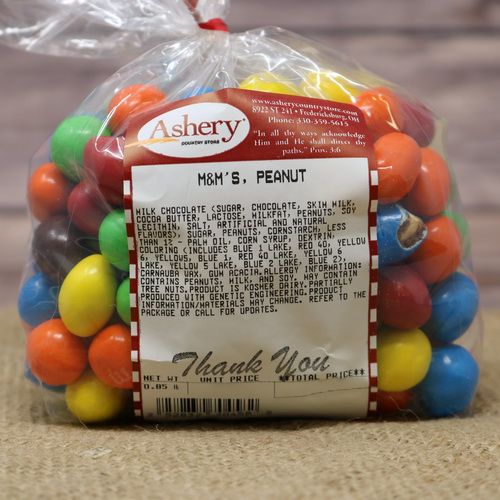 Ashery
COUNTRY STORE
www.asherycountrystore.com
8922 ST 241 • Fredericksburg, OH
Phone: 330-359-5615
"In all thy ways acknowledge
Him and He shall direct thy
paths." Prov. 3:6
M&M'S, PEANUT
MILK CHOCOLATE (SUGAR, CHOCOLATE, SKIM MILK,
COCOA BUTTER, LACTOSE, MILKFAT, PEANUTS, SOY
LECITHIN, SALT, ARTIFICIAL AND NATURAL
FLAVORS), SUGAR, PEANUTS, CORNSTARCH, LESS
THAN 1% - PALM OIL, CORN SYRUP, DEXTRIN,
COLORING (INCLUDES BLUE 1 LAKE, RED 40, YELLOW
6, YELLOW5, BLUE 1, RED 40 LAKE, YELLOW 6
LAKE, YELLOW 5 LAKE, BLUE 2 LAKE, BLUE 2),
CARNAUBA WAX, GUM ACACIA.ALLERGY INFORMATION:
CONTAINS PEANUTS, MILK, AND SOY. MAY CONTAIN
TREE NUTS.PRODUCT IS KOSHER DAIRY.PARTIALLY
PRODUCED WITH GENETIC ENGINEERING.PRODUCT
INFORMATION/MATERIALS MAY CHANGE. REFER TO THE
PACKAGE OR CALL FOR UPDATES.
Thank You
NET WT UNIT PRICE **TOTAL PRICE**
0.85 lb